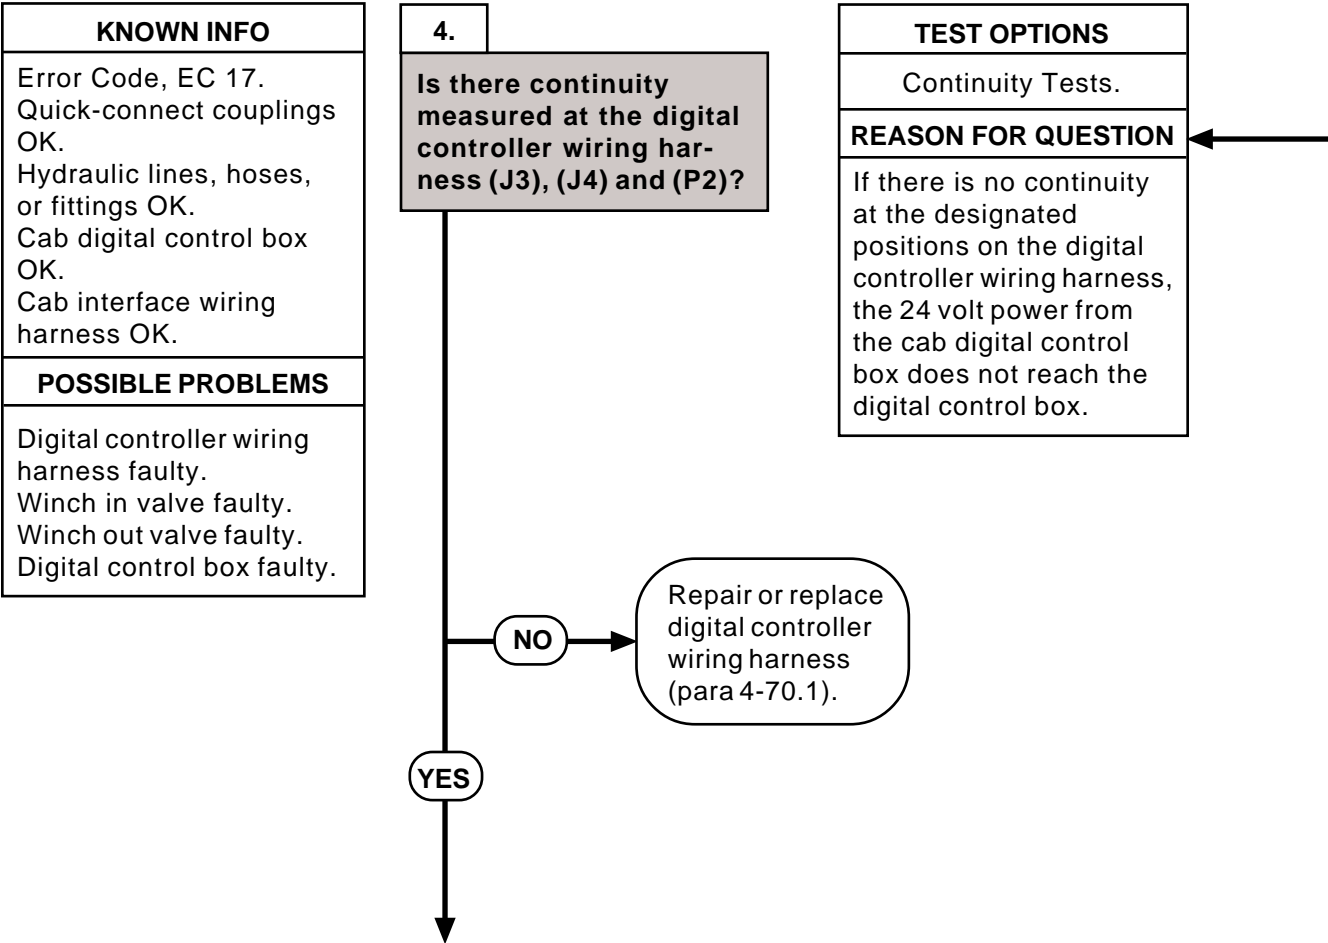 KNOWN INFO
Error Code, EC 17.
Quick-connect couplings
OK.
Hydraulic lines, hoses,
or fittings OK.
Cab digital control box
OK.
Cab interface wiring
harness OK.
POSSIBLE PROBLEMS
Digital controller wiring
harness faulty.
Winch in valve faulty.
Winch out valve faulty.
Digital control box faulty.
4.
Is there continuity
measured at the digital
controller wiring har-
ness (J3), (J4) and (P2)?
TEST OPTIONS
Continuity Tests.
REASON FOR QUESTION
If there is no continuity
at the designated
positions on the digital
controller wiring harness,
the 24 volt power from
the cab digital control
box does not reach the
digital control box.
NO
Repair or replace
digital controller
wiring harness
(para 4-70.1).
YES